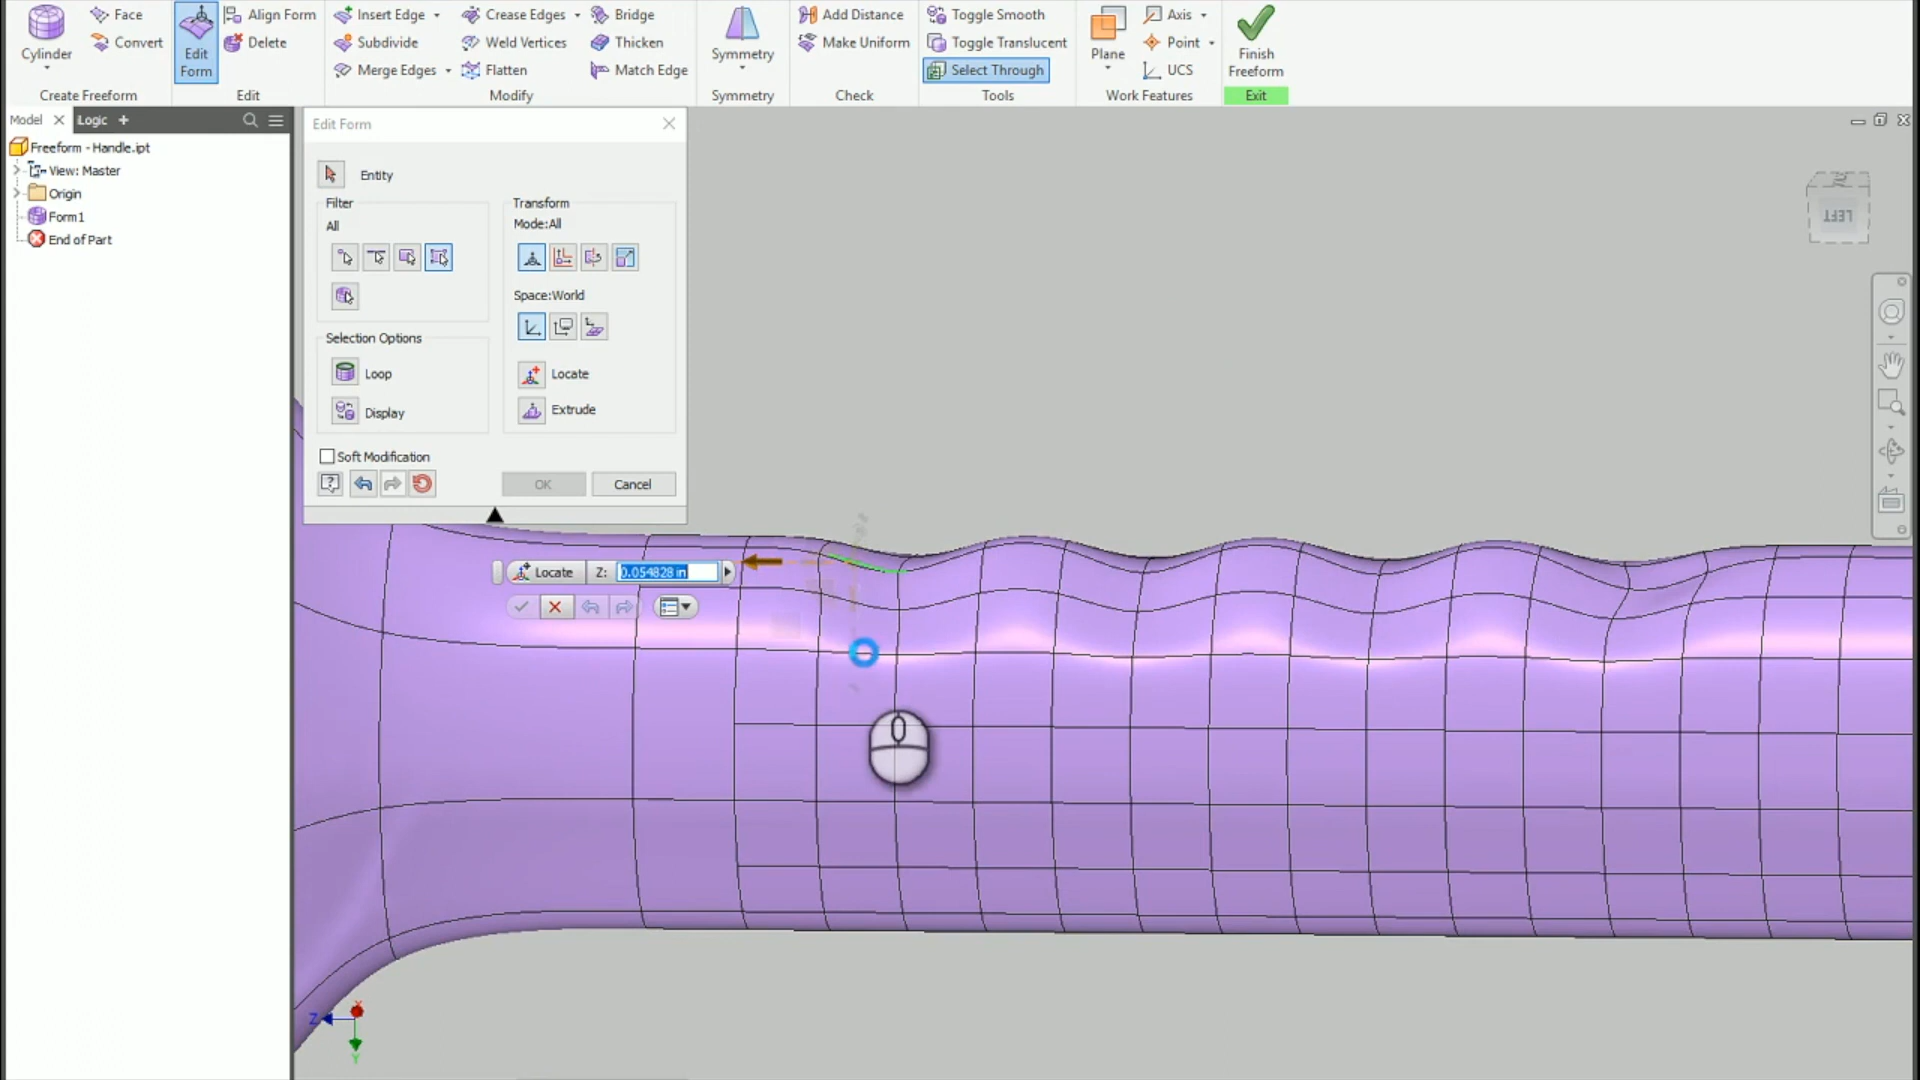 Face
Align Form
Insert Edge
Crease Edges
Bridge
Add Distance
Toggle Smooth
Axis
Cylinder
Convert
Edit
Form
Delete
Subdivide
Weld Vertices
Thicken
Symmetry
Make Uniform
Toggle Translucent
Plane
Point
Finish
Freeform
Merge Edges
Flatten
Match Edge
Select Through
UCS
Create Freeform
Edit
Modify
Symmetry
Check
Tools
Work Features
Exit
Model
iLogic
Edit Form
Freeform - Handle.ipt
View: Master
Origin
Form1
End of Part
Entity
Filter
All
Transform
Mode:All
Space:World
Selection Options
Loop
Display
Locate
Extrude
Soft Modification
OK
Cancel
LEFT
Locate
Z:
0.054828 in
Z
X
Y